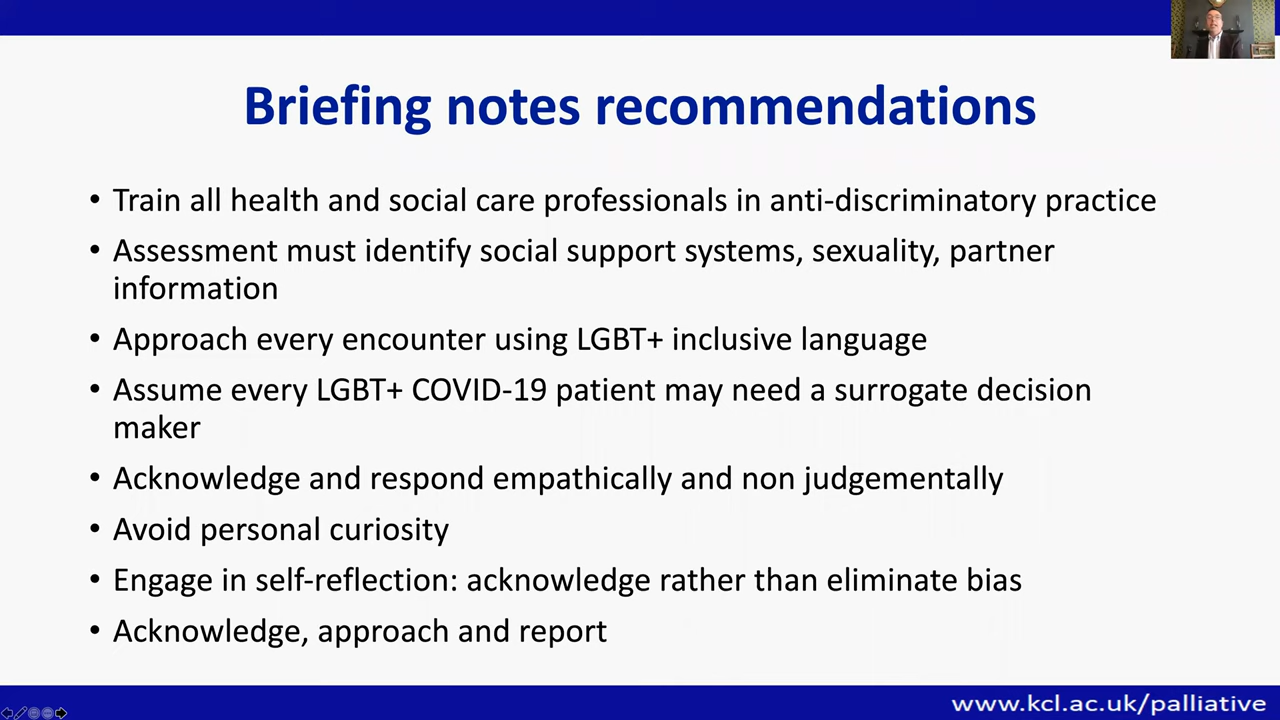 Briefing notes recommendations
• Train all health and social care professionals in anti-discriminatory practice
• Assessment must identify social support systems, sexuality, partner
information
• Approach every encounter using LGBT+ inclusive language
• Assume every LGBT+ COVID-19 patient may need a surrogate decision
maker
• Acknowledge and respond empathically and non judgementally
• Avoid personal curiosity
• Engage in self-reflection: acknowledge rather than eliminate bias
• Acknowledge, approach and report
www.kcl.ac.uk/palliative